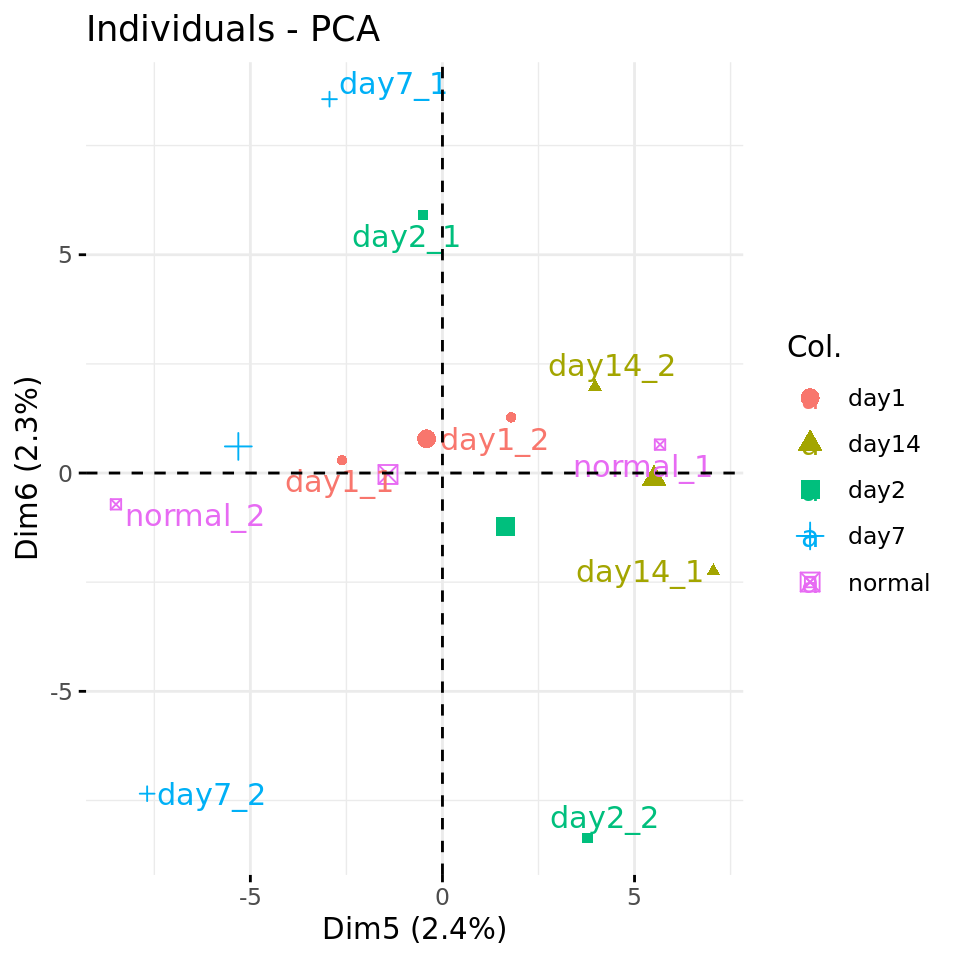 Individuals - PCA
day7_1
day2_1
5
day14_2
day1_2
0
normal_1
day1_1
normal_2
day14_1
-5
day7_2
day2_2
-5 0 5
Dim5 (2.4%)
Dim6 (2.3%)
Col.
a day1
a day14
a day2
a day7
a normal